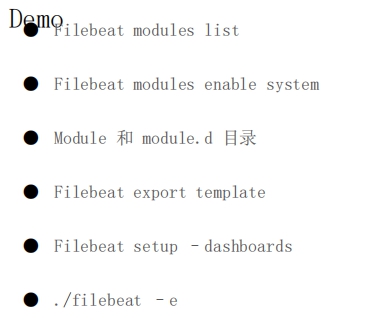 Demo
● Filebeat modules list
● Filebeat modules enable system
● Module 和 module.d 目录
● Filebeat export template
● Filebeat setup –dashboards
● ./filebeat –e